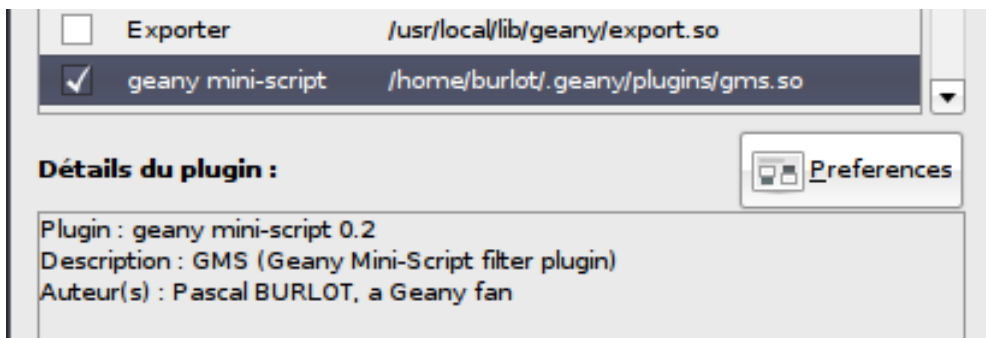 Exporter /usr/local/lib/geany/export.so
geany mini-script /home/burlot/.geany/plugins/gms.so
Détails du plugin :
Preferences
Plugin : geany mini-script 0.2
Description : GMS (Geany Mini-Script filter plugin)
Auteur(s) : Pascal BURLOT, a Geany fan